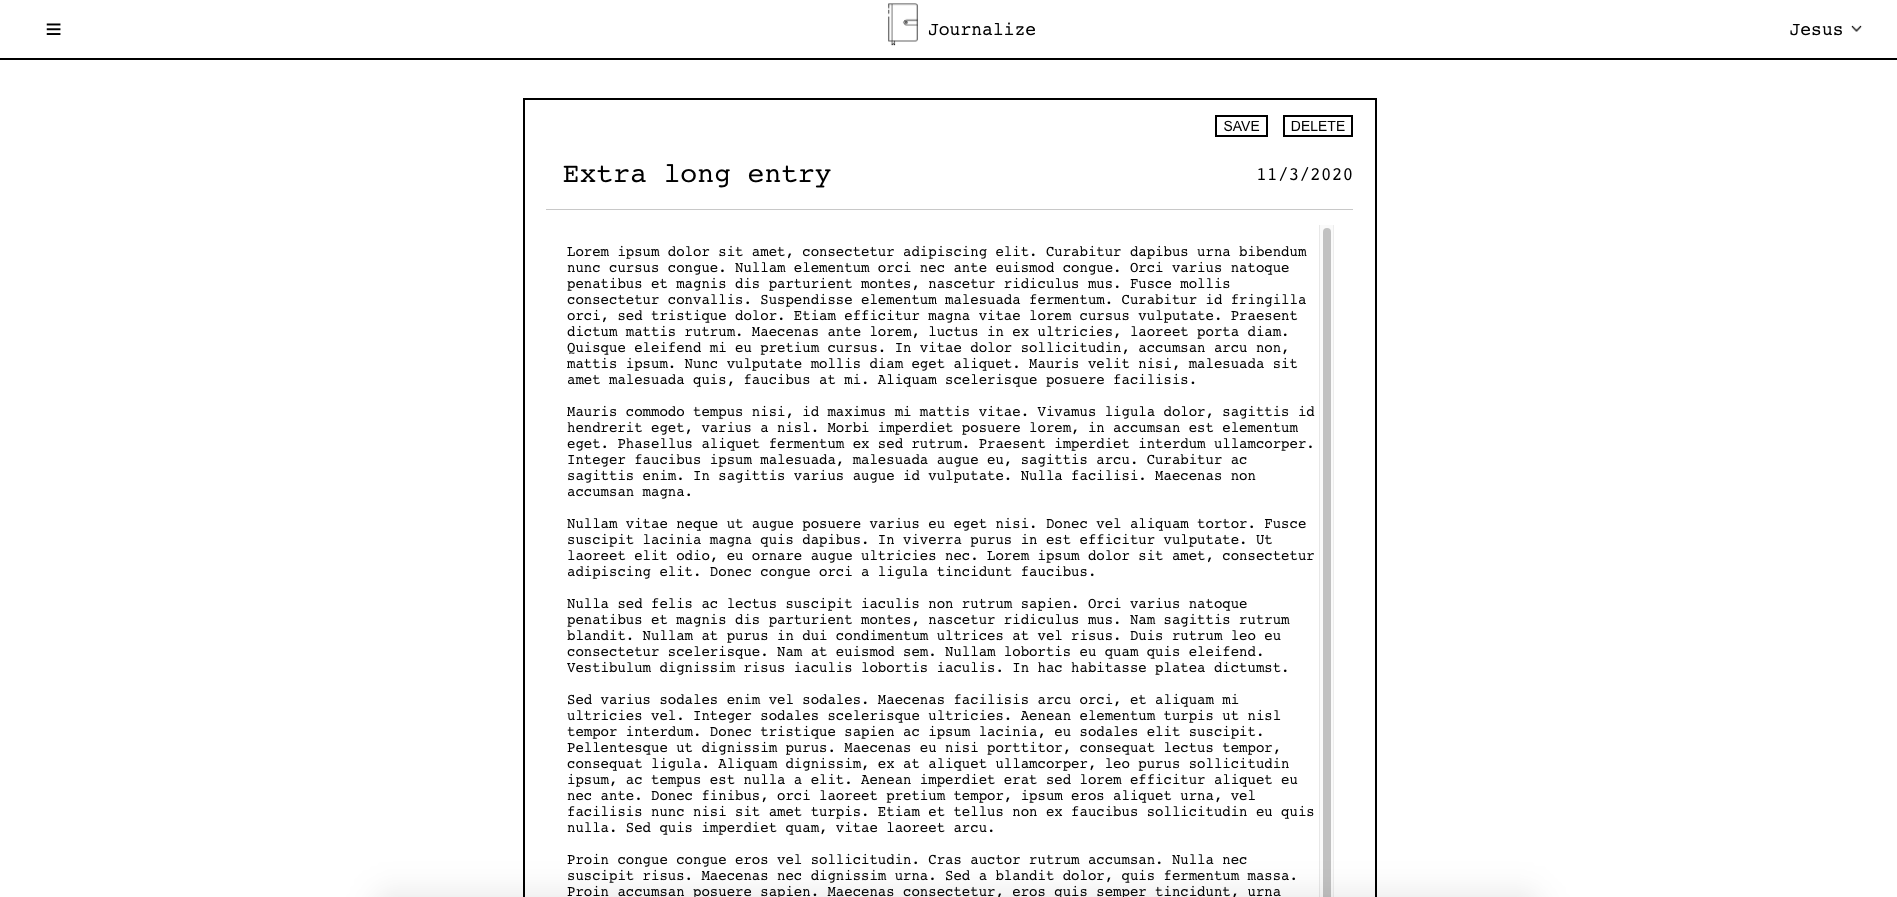 Journalize
Jesus
SAVE DELETE
Extra long entry
11/3/2020
Lorem ipsum dolor sit amet, consectetur adipiscing elit. Curabitur dapibus urna bibendum
nunc cursus congue. Nullam elementum orci nec ante euismod congue. Orci varius natoque
penatibus et magnis dis parturient montes, nascetur ridiculus mus. Fusce mollis
consectetur convallis. Suspendisse elementum malesuada fermentum. Curabitur id fringilla
orci, sed tristique dolor. Etiam efficitur magna vitae lorem cursus vulputate. Praesent
dictum mattis rutrum. Maecenas ante lorem, luctus in ex ultricies, laoreet porta diam.
Quisque eleifend mi eu pretium cursus. In vitae dolor sollicitudin, accumsan arcu non,
mattis ipsum. Nunc vulputate mollis diam eget aliquet. Mauris velit nisi, malesuada sit
amet malesuada quis, faucibus at mi. Aliquam scelerisque posuere facilisis.
Mauris commodo tempus nisi, id maximus mi mattis vitae. Vivamus ligula dolor, sagittis id
hendrerit eget, varius a nisl. Morbi imperdiet posuere lorem, in accumsan est elementum
eget. Phasellus aliquet fermentum ex sed rutrum. Praesent imperdiet interdum ullamcorper.
Integer faucibus ipsum malesuada, malesuada augue eu, sagittis arcu. Curabitur ac
sagittis enim. In sagittis varius augue id vulputate. Nulla facilisi. Maecenas non
accumsan magna.
Nullam vitae neque ut augue posuere varius eu eget nisi. Donec vel aliquam tortor. Fusce
suscipit lacinia magna quis dapibus. In viverra purus in est efficitur vulputate. Ut
laoreet elit odio, eu ornare augue ultricies nec. Lorem ipsum dolor sit amet, consectetur
adipiscing elit. Donec congue orci a ligula tincidunt faucibus.
Nulla sed felis ac lectus suscipit iaculis non rutrum sapien. Orci varius natoque
penatibus et magnis dis parturient montes, nascetur ridiculus mus. Nam sagittis rutrum
blandit. Nullam at purus in dui condimentum ultrices at vel risus. Duis rutrum leo eu
consectetur scelerisque. Nam at euismod sem. Nullam lobortis eu quam quis eleifend.
Vestibulum dignissim risus iaculis lobortis iaculis. In hac habitasse platea dictumst.
Sed varius sodales enim vel sodales. Maecenas facilisis arcu orci, et aliquam mi
ultricies vel. Integer sodales scelerisque ultricies. Aenean elementum turpis ut nisl
tempor interdum. Donec tristique sapien ac ipsum lacinia, eu sodales elit suscipit.
Pellentesque ut dignissim purus. Maecenas eu nisi porttitor, consequat lectus tempor,
consequat ligula. Aliquam dignissim, ex at aliquet ullamcorper, leo purus sollicitudin
ipsum, ac tempus est nulla a elit. Aenean imperdiet erat sed lorem efficitur aliquet eu
nec ante. Donec finibus, orci laoreet pretium tempor, ipsum eros aliquet urna, vel
facilisis nunc nisi sit amet turpis. Etiam et tellus non ex faucibus sollicitudin eu quis
nulla. Sed quis imperdiet quam, vitae laoreet arcu.
Proin congue congue eros vel sollicitudin. Cras auctor rutrum accumsan. Nulla nec
suscipit risus. Maecenas nec dignissim urna. Sed a blandit dolor, quis fermentum massa.
Proin accumsan posuere sapien. Maecenas consectetur, eros quis semper tincidunt, urna